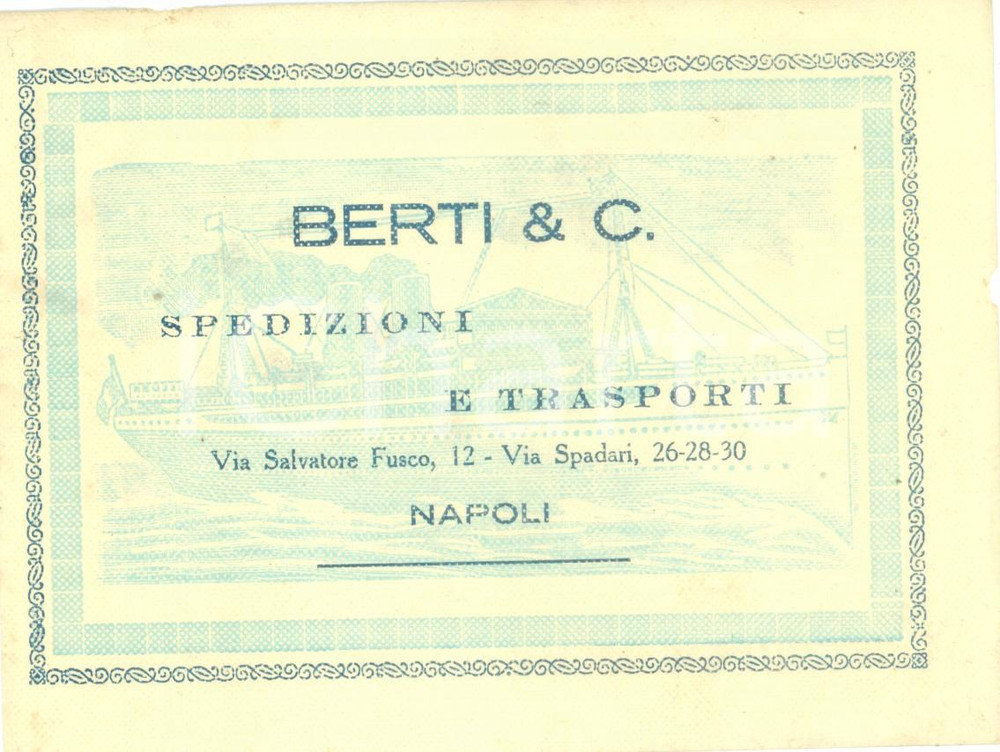 BERTI & C.
SPEDIZIONI
E TRASPORTI
Via Salvatore Fusco, 12 - Via Spadari, 26-28-30
NAPOLI